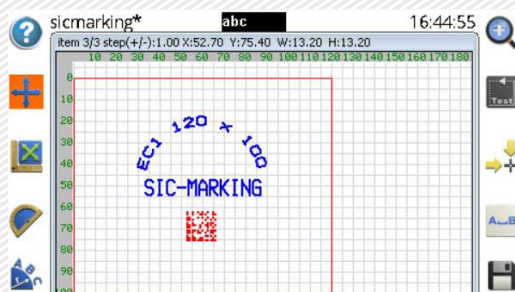 sicmarking* abc 16:44:55
item 3/3 step(+/-):1.00 X:52.70 Y:75.40 W:13.20 H:13.20
10 20 30 40 50 60 70 80 90 100 110 120 130 140 150 160 170 180
0
10
20
30
40
50
60
70
80
90
100
EC1 120 x 100
SIC-MARKING
Test
A...B
A B C